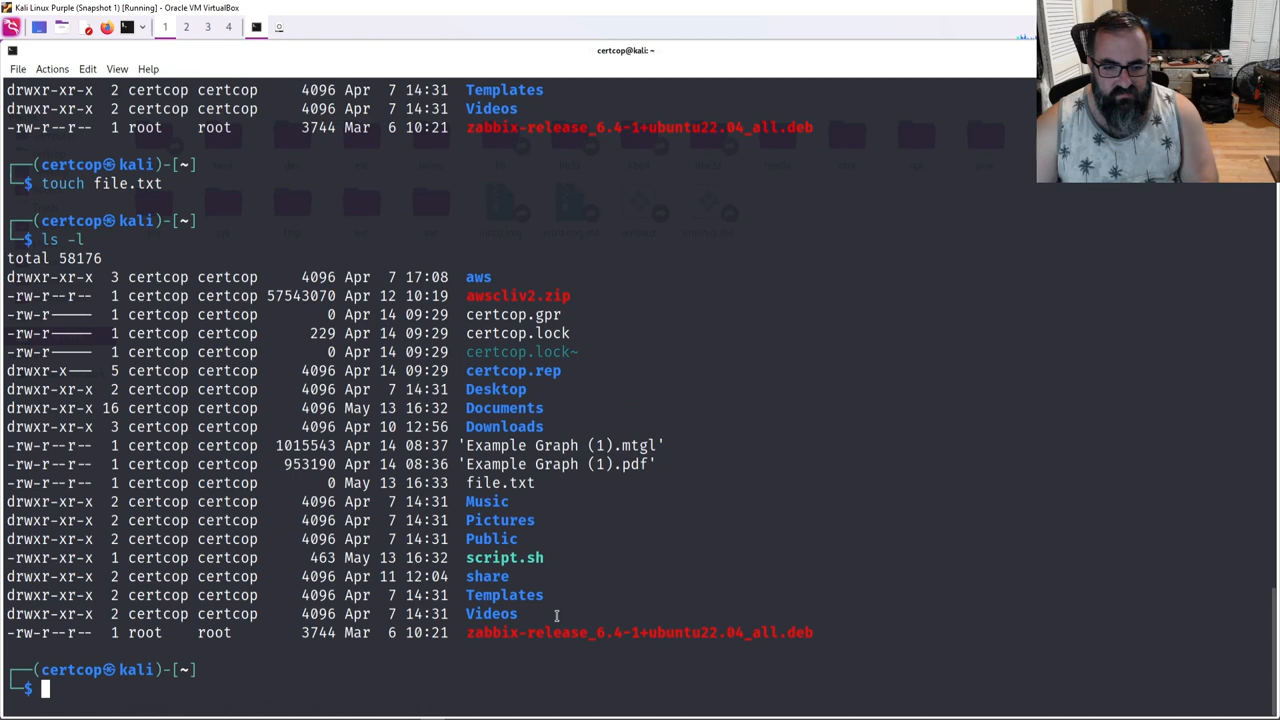 Kali Linux Purple (Snapshot 1) [Running] - Oracle VM VirtualBox
1 2 3 4
certcop@kali: ~
File Actions Edit View Help
drwxr-xr-x 2 certcop certcop 4096 Apr 7 14:31 Templates
drwxr-xr-x 2 certcop certcop 4096 Apr 7 14:31 Videos
-rw-r--r-- 1 root root 3744 Mar 6 10:21 zabbix-release_6.4-1+ubuntu22.04_all.deb
┌──(certcop㉿kali)-[~]
└─$ touch file.txt
┌──(certcop㉿kali)-[~]
└─$ ls -l
total 58176
drwxr-xr-x 3 certcop certcop 4096 Apr 7 17:08 aws
-rw-r--r-- 1 certcop certcop 57543070 Apr 12 10:19 awscliv2.zip
-rw-r----- 1 certcop certcop 0 Apr 14 09:29 certcop.gpr
-rw-r----- 1 certcop certcop 229 Apr 14 09:29 certcop.lock
-rw-r----- 1 certcop certcop 0 Apr 14 09:29 certcop.lock~
drwxr-x--- 5 certcop certcop 4096 Apr 14 09:29 certcop.rep
drwxr-xr-x 2 certcop certcop 4096 Apr 7 14:31 Desktop
drwxr-xr-x 16 certcop certcop 4096 May 13 16:32 Documents
drwxr-xr-x 3 certcop certcop 4096 Apr 10 12:56 Downloads
-rw-r--r-- 1 certcop certcop 1015543 Apr 14 08:37 'Example Graph (1).mtgl'
-rw-r--r-- 1 certcop certcop 953190 Apr 14 08:36 'Example Graph (1).pdf'
-rw-r--r-- 1 certcop certcop 0 May 13 16:33 file.txt
drwxr-xr-x 2 certcop certcop 4096 Apr 7 14:31 Music
drwxr-xr-x 2 certcop certcop 4096 Apr 7 14:31 Pictures
drwxr-xr-x 2 certcop certcop 4096 Apr 7 14:31 Public
-rwxr-xr-x 1 certcop certcop 463 May 13 16:32 script.sh
drwxr-xr-x 2 certcop certcop 4096 Apr 11 12:04 share
drwxr-xr-x 2 certcop certcop 4096 Apr 7 14:31 Templates
drwxr-xr-x 2 certcop certcop 4096 Apr 7 14:31 Videos
-rw-r--r-- 1 root root 3744 Mar 6 10:21 zabbix-release_6.4-1+ubuntu22.04_all.deb
┌──(certcop㉿kali)-[~]
└─$